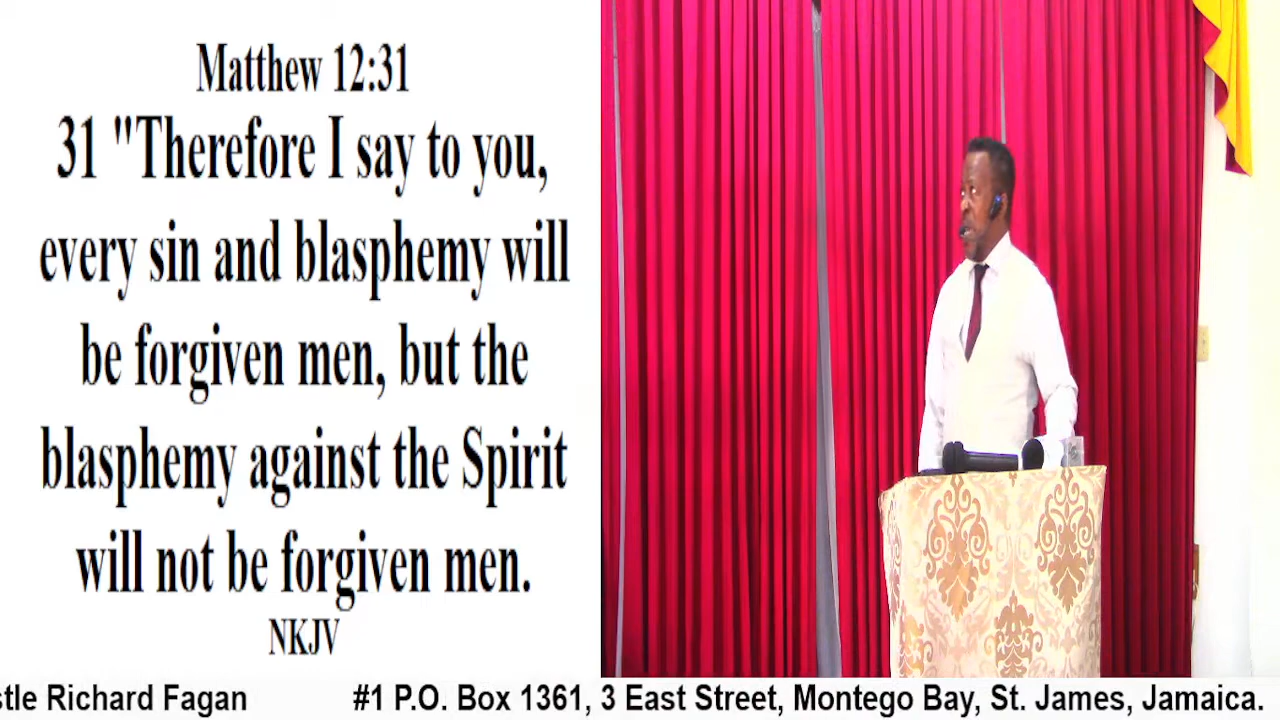 Matthew 12:31
31 "Therefore I say to you,
every sin and blasphemy will
be forgiven men, but the
blasphemy against the Spirit
will not be forgiven men.
NKJV
Richard Fagan #1 P.O. Box 1361, 3 East Street, Montego Bay, St. James, Jamaica.